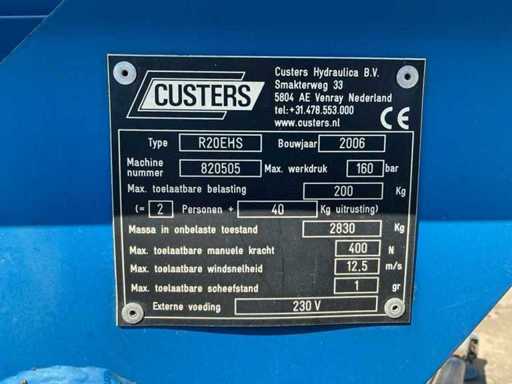 CUSTERS
Custers Hydraulica B.V.
Smakterweg 33
5804 AE Venray Nederland
tel:+31.478.553.000
www.custers.nl
CE
Type R20EHS Bouwjaar 2006
Machine nummer 820505 Max. werkdruk 160 bar
Max. toelaatbare belasting 200 Kg
(= 2 Personen + 40 Kg uitrusting)
Massa in onbelaste toestand 2830 Kg
Max. toelaatbare manuele kracht 400 N
Max. toelaatbare windsnelheid 12.5 m/s
Max. toelaatbare scheefstand 1 gr
Externe voeding 230 V